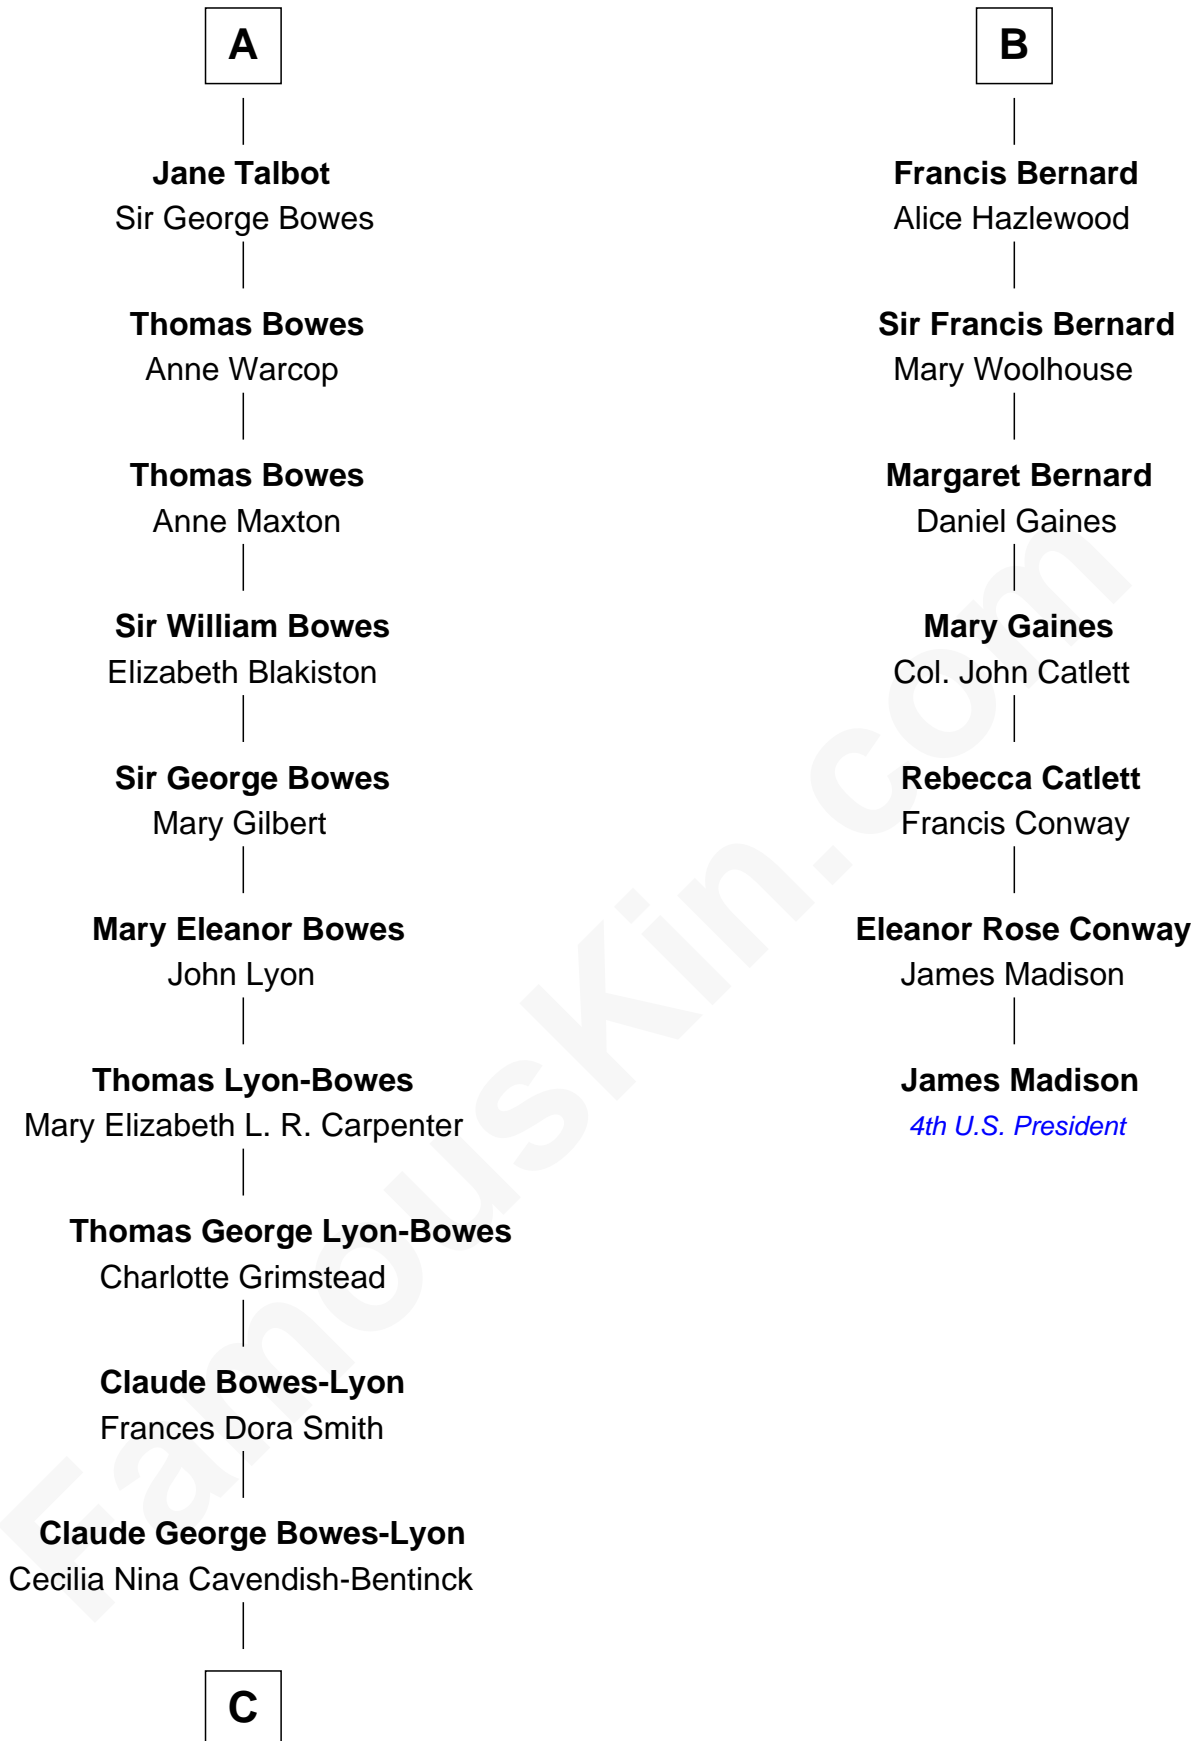 A
Jane Talbot
Sir George Bowes
Thomas Bowes
Anne Warcop
Thomas Bowes
Anne Maxton
Sir William Bowes
Elizabeth Blakiston
Sir George Bowes
Mary Gilbert
Mary Eleanor Bowes
John Lyon
Thomas Lyon-Bowes
Mary Elizabeth L. R. Carpenter
Thomas George Lyon-Bowes
Charlotte Grimstead
Claude Bowes-Lyon
Frances Dora Smith
Claude George Bowes-Lyon
Cecilia Nina Cavendish-Bentinck
C
B
Francis Bernard
Alice Hazlewood
Sir Francis Bernard
Mary Woolhouse
Margaret Bernard
Daniel Gaines
Mary Gaines
Col. John Catlett
Rebecca Catlett
Francis Conway
Eleanor Rose Conway
James Madison
James Madison
4th U.S. President
FamousKin.com